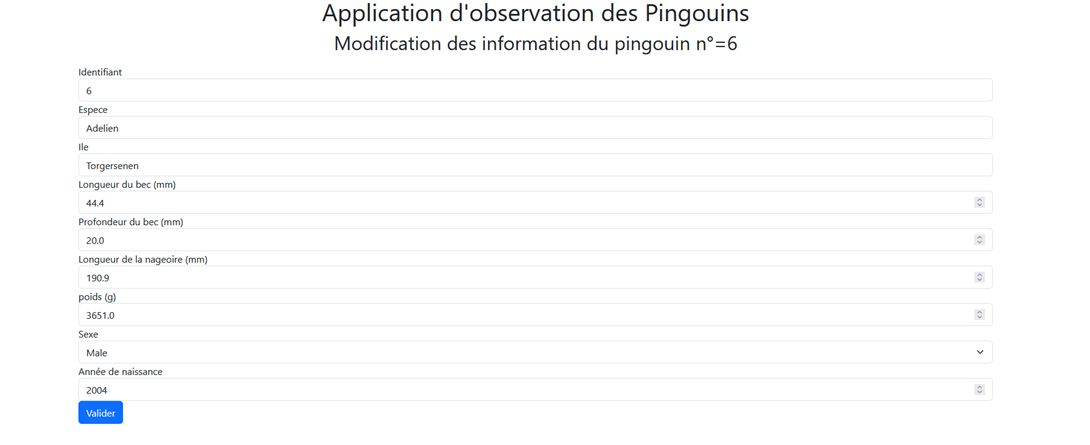 Application d'observation des Pingouins
Modification des information du pingouin n°=6
Identifiant
6
Espece
Adelien
Ile
Torgersenen
Longueur du bec (mm)
44.4
Profondeur du bec (mm)
20.0
Longueur de la nageoire (mm)
190.9
poids (g)
3651.0
Sexe
Male
Année de naissance
2004
Valider